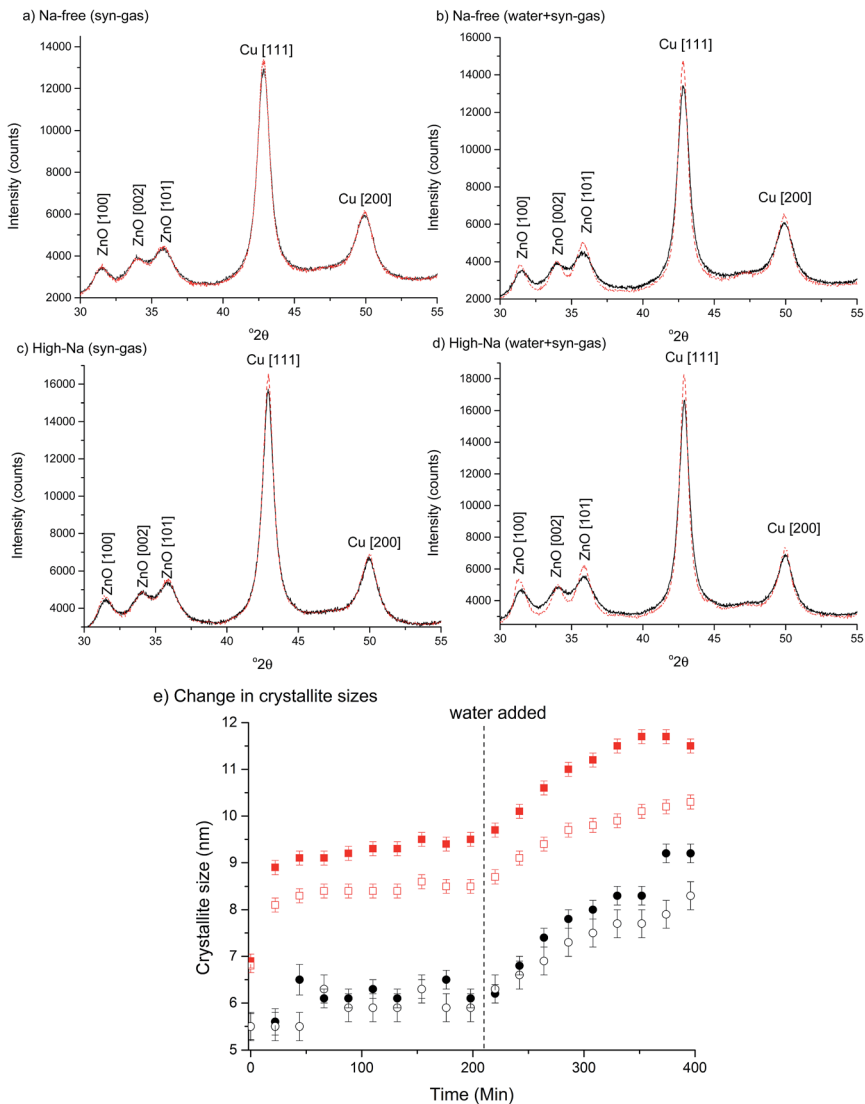 a) Na-free (syn-gas)
14000
12000
10000
8000
6000
4000
2000
Intensity (counts)
ZnO [100]
ZnO [002]
ZnO [101]
Cu [111]
Cu [200]
30 35 40 45 50 55
°2θ
b) Na-free (water+syn-gas)
16000
14000
12000
10000
8000
6000
4000
2000
Intensity (counts)
ZnO [100]
ZnO [002]
ZnO [101]
Cu [111]
Cu [200]
30 35 40 45 50 55
°2θ
c) High-Na (syn-gas)
16000
14000
12000
10000
8000
6000
4000
Intensity (counts)
ZnO [100]
ZnO [002]
ZnO [101]
Cu [111]
Cu [200]
30 35 40 45 50 55
°2θ
d) High-Na (water+syn-gas)
18000
16000
14000
12000
10000
8000
6000
4000
Intensity (counts)
ZnO [100]
ZnO [002]
ZnO [101]
Cu [111]
Cu [200]
30 35 40 45 50 55
°2θ
e) Change in crystallite sizes
water added
12
11
10
9
8
7
6
5
Crystallite size (nm)
0 100 200 300 400
Time (Min)